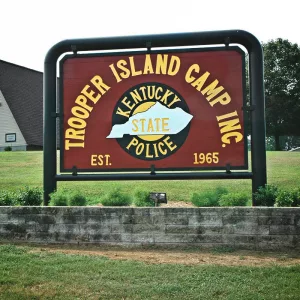 TROOPER ISLAND CAMP INC.
KENTUCKY
STATE
POLICE
EST. 1965